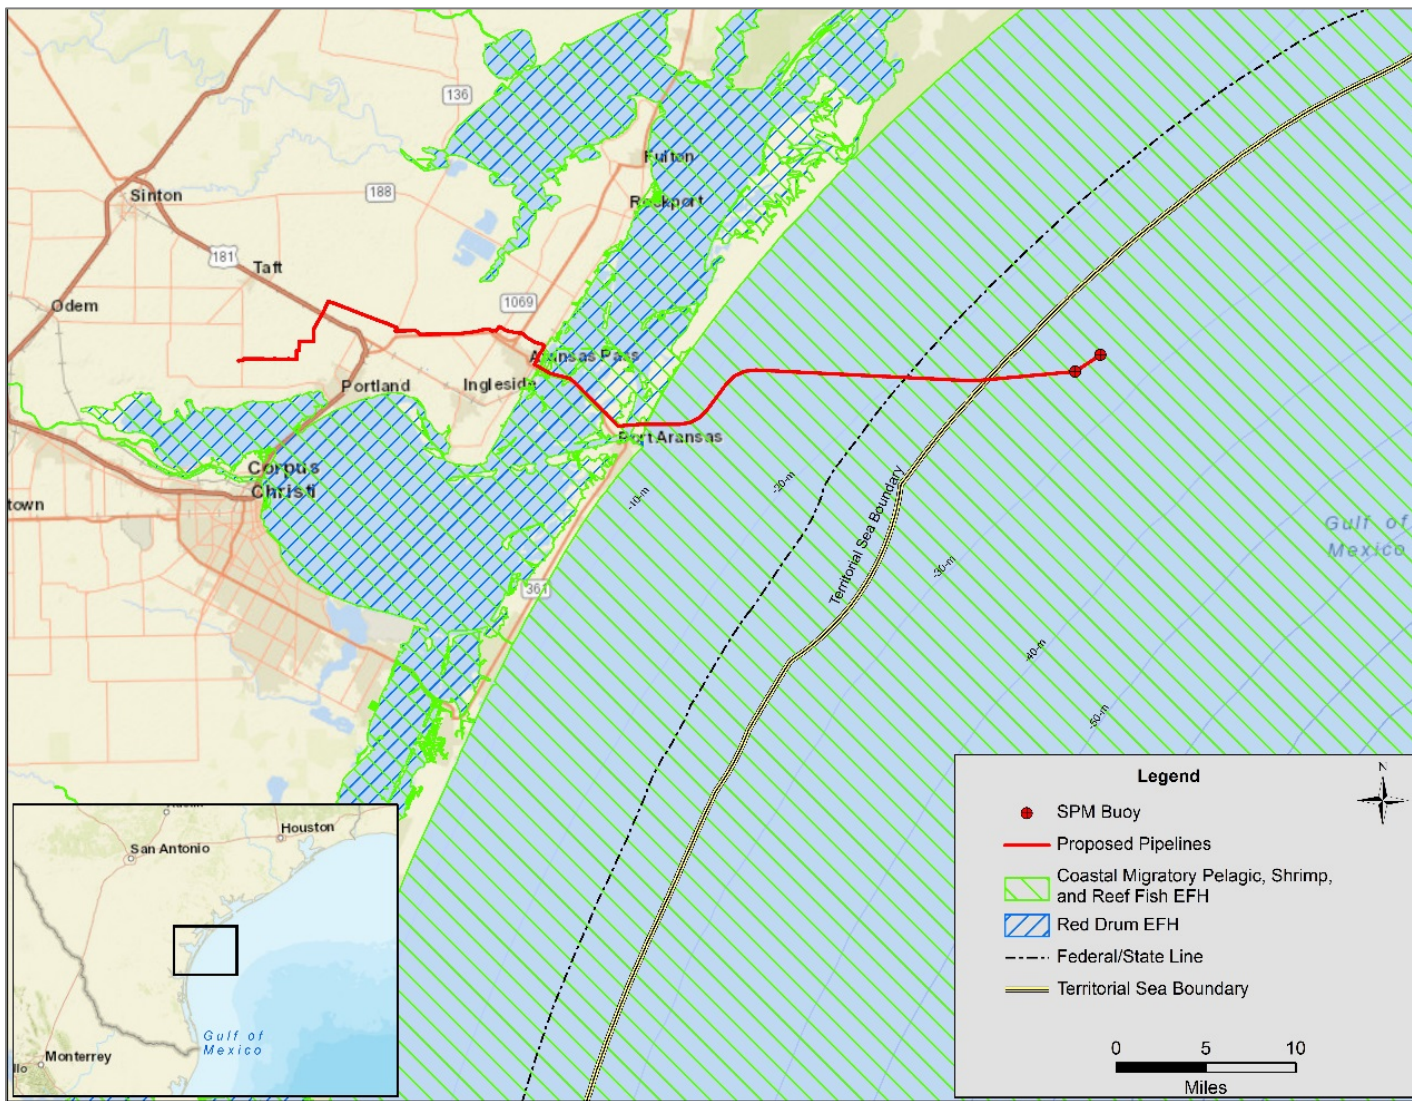 136
Fulton
Sinton
188
Rockport
181
Taft
1069
Odem
Aransas Pass
Portland
Ingleside
Port Aransas
Corpus
Christi
town
-10-m
-20-m
Territorial Sea Boundary
-30-m
Gulf of
Mexico
361
-40-m
-50-m
Legend
N
SPM Buoy
Proposed Pipelines
Coastal Migratory Pelagic, Shrimp,
and Reef Fish EFH
Red Drum EFH
Federal/State Line
Territorial Sea Boundary
0 5 10
Miles
Houston
San Antonio
Gulf of
Mexico
Monterrey
llo